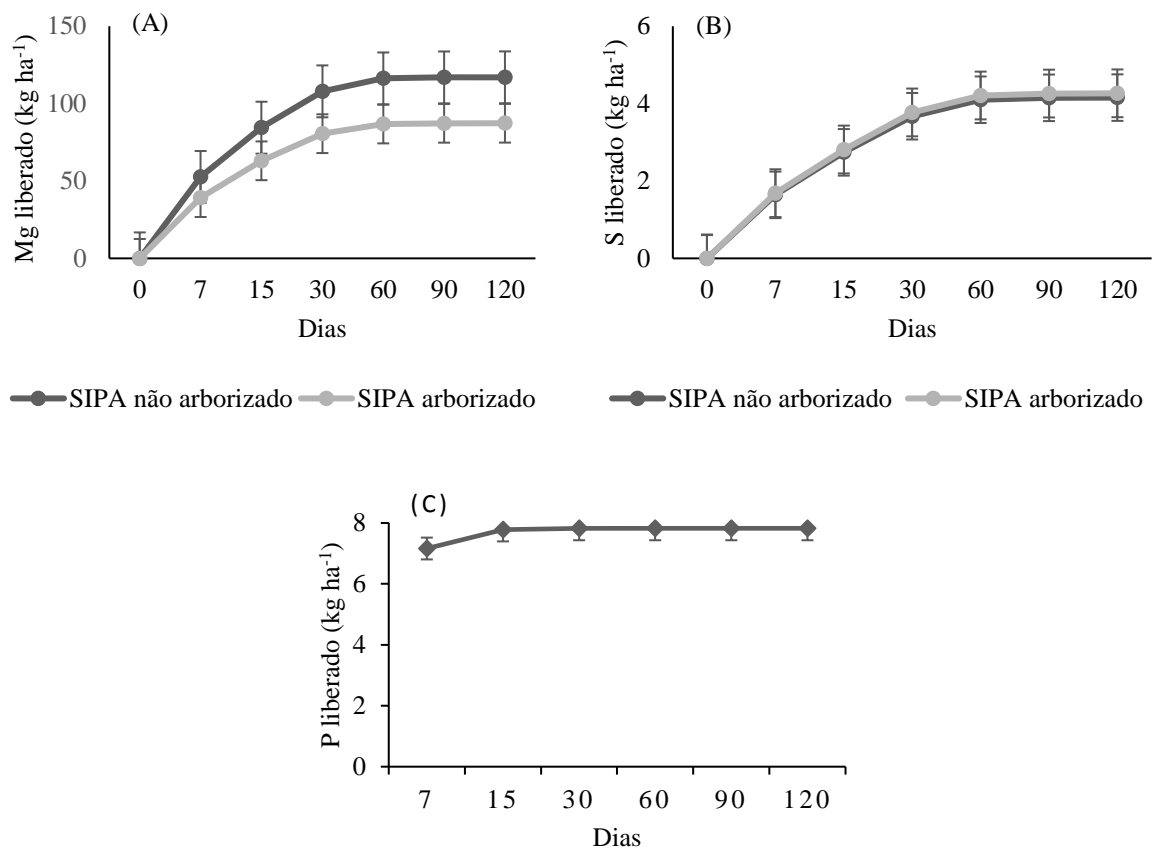 (A)
Mg liberado (kg ha⁻¹)
150
100
50
0
0 7 15 30 60 90 120
Dias
(B)
S liberado (kg ha⁻¹)
6
4
2
0
0 7 15 30 60 90 120
Dias
SIPA não arborizado SIPA arborizado
SIPA não arborizado SIPA arborizado
(C)
P liberado (kg ha⁻¹)
8
6
4
2
0
7 15 30 60 90 120
Dias